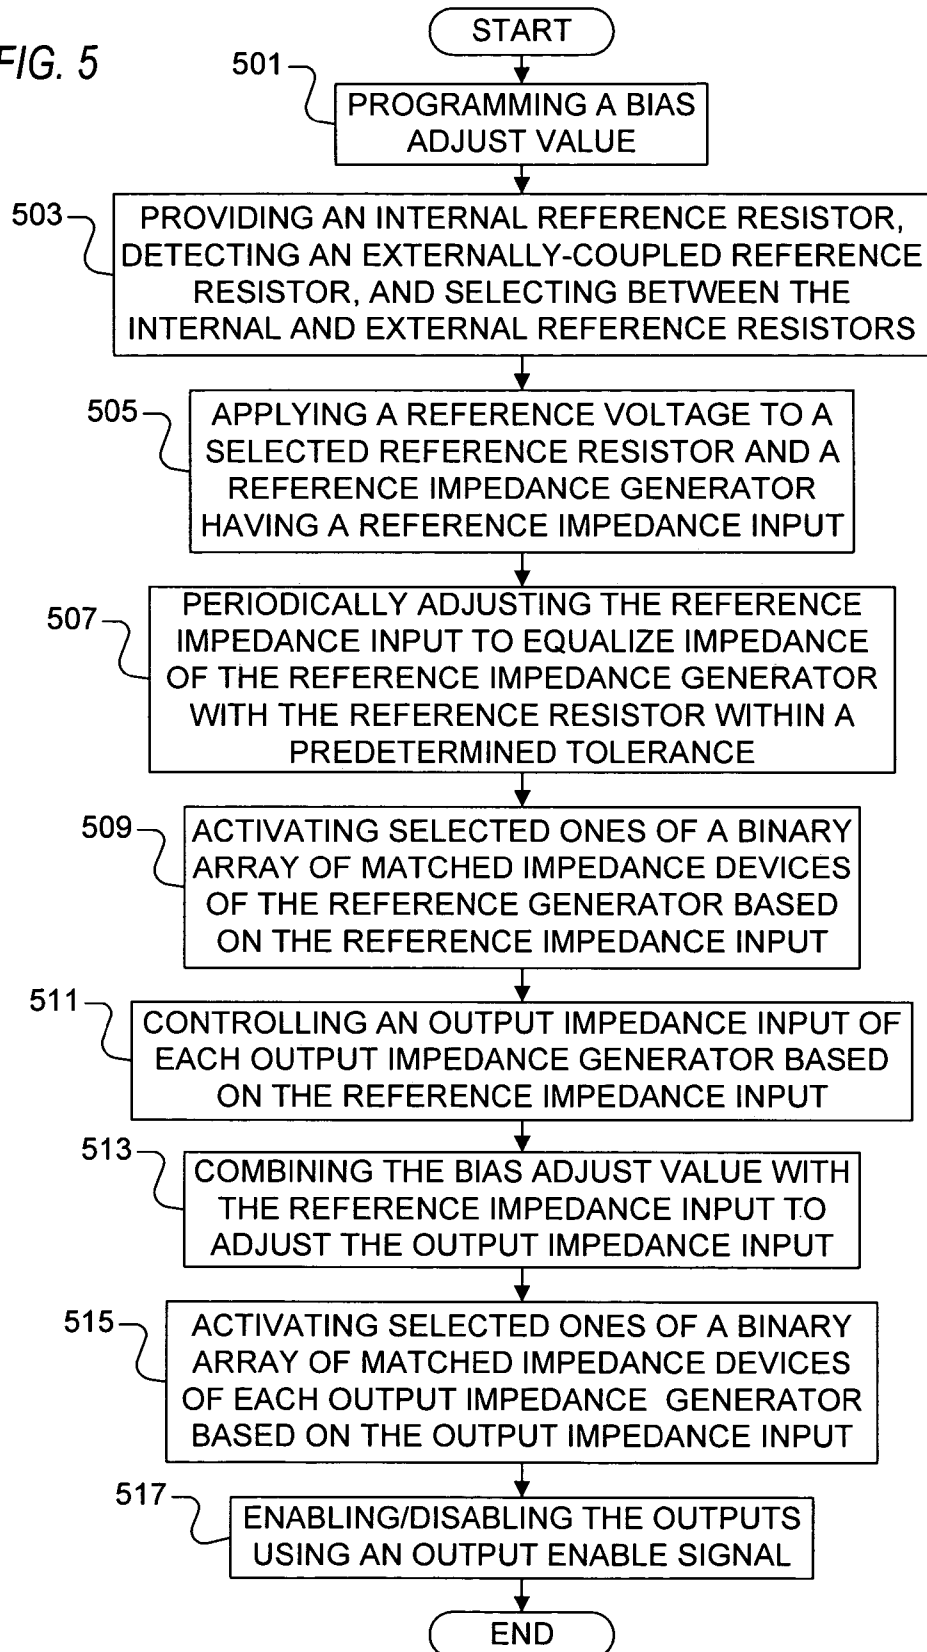 FIG. 5
START
501
PROGRAMMING A BIAS
ADJUST VALUE
503
PROVIDING AN INTERNAL REFERENCE RESISTOR,
DETECTING AN EXTERNALLY-COUPLED REFERENCE
RESISTOR, AND SELECTING BETWEEN THE
INTERNAL AND EXTERNAL REFERENCE RESISTORS
505
APPLYING A REFERENCE VOLTAGE TO A
SELECTED REFERENCE RESISTOR AND A
REFERENCE IMPEDANCE GENERATOR
HAVING A REFERENCE IMPEDANCE INPUT
507
PERIODICALLY ADJUSTING THE REFERENCE
IMPEDANCE INPUT TO EQUALIZE IMPEDANCE
OF THE REFERENCE IMPEDANCE GENERATOR
WITH THE REFERENCE RESISTOR WITHIN A
PREDETERMINED TOLERANCE
509
ACTIVATING SELECTED ONES OF A BINARY
ARRAY OF MATCHED IMPEDANCE DEVICES
OF THE REFERENCE GENERATOR BASED
ON THE REFERENCE IMPEDANCE INPUT
511
CONTROLLING AN OUTPUT IMPEDANCE INPUT OF
EACH OUTPUT IMPEDANCE GENERATOR BASED
ON THE REFERENCE IMPEDANCE INPUT
513
COMBINING THE BIAS ADJUST VALUE WITH
THE REFERENCE IMPEDANCE INPUT TO
ADJUST THE OUTPUT IMPEDANCE INPUT
515
ACTIVATING SELECTED ONES OF A BINARY
ARRAY OF MATCHED IMPEDANCE DEVICES
OF EACH OUTPUT IMPEDANCE GENERATOR
BASED ON THE OUTPUT IMPEDANCE INPUT
517
ENABLING/DISABLING THE OUTPUTS
USING AN OUTPUT ENABLE SIGNAL
END